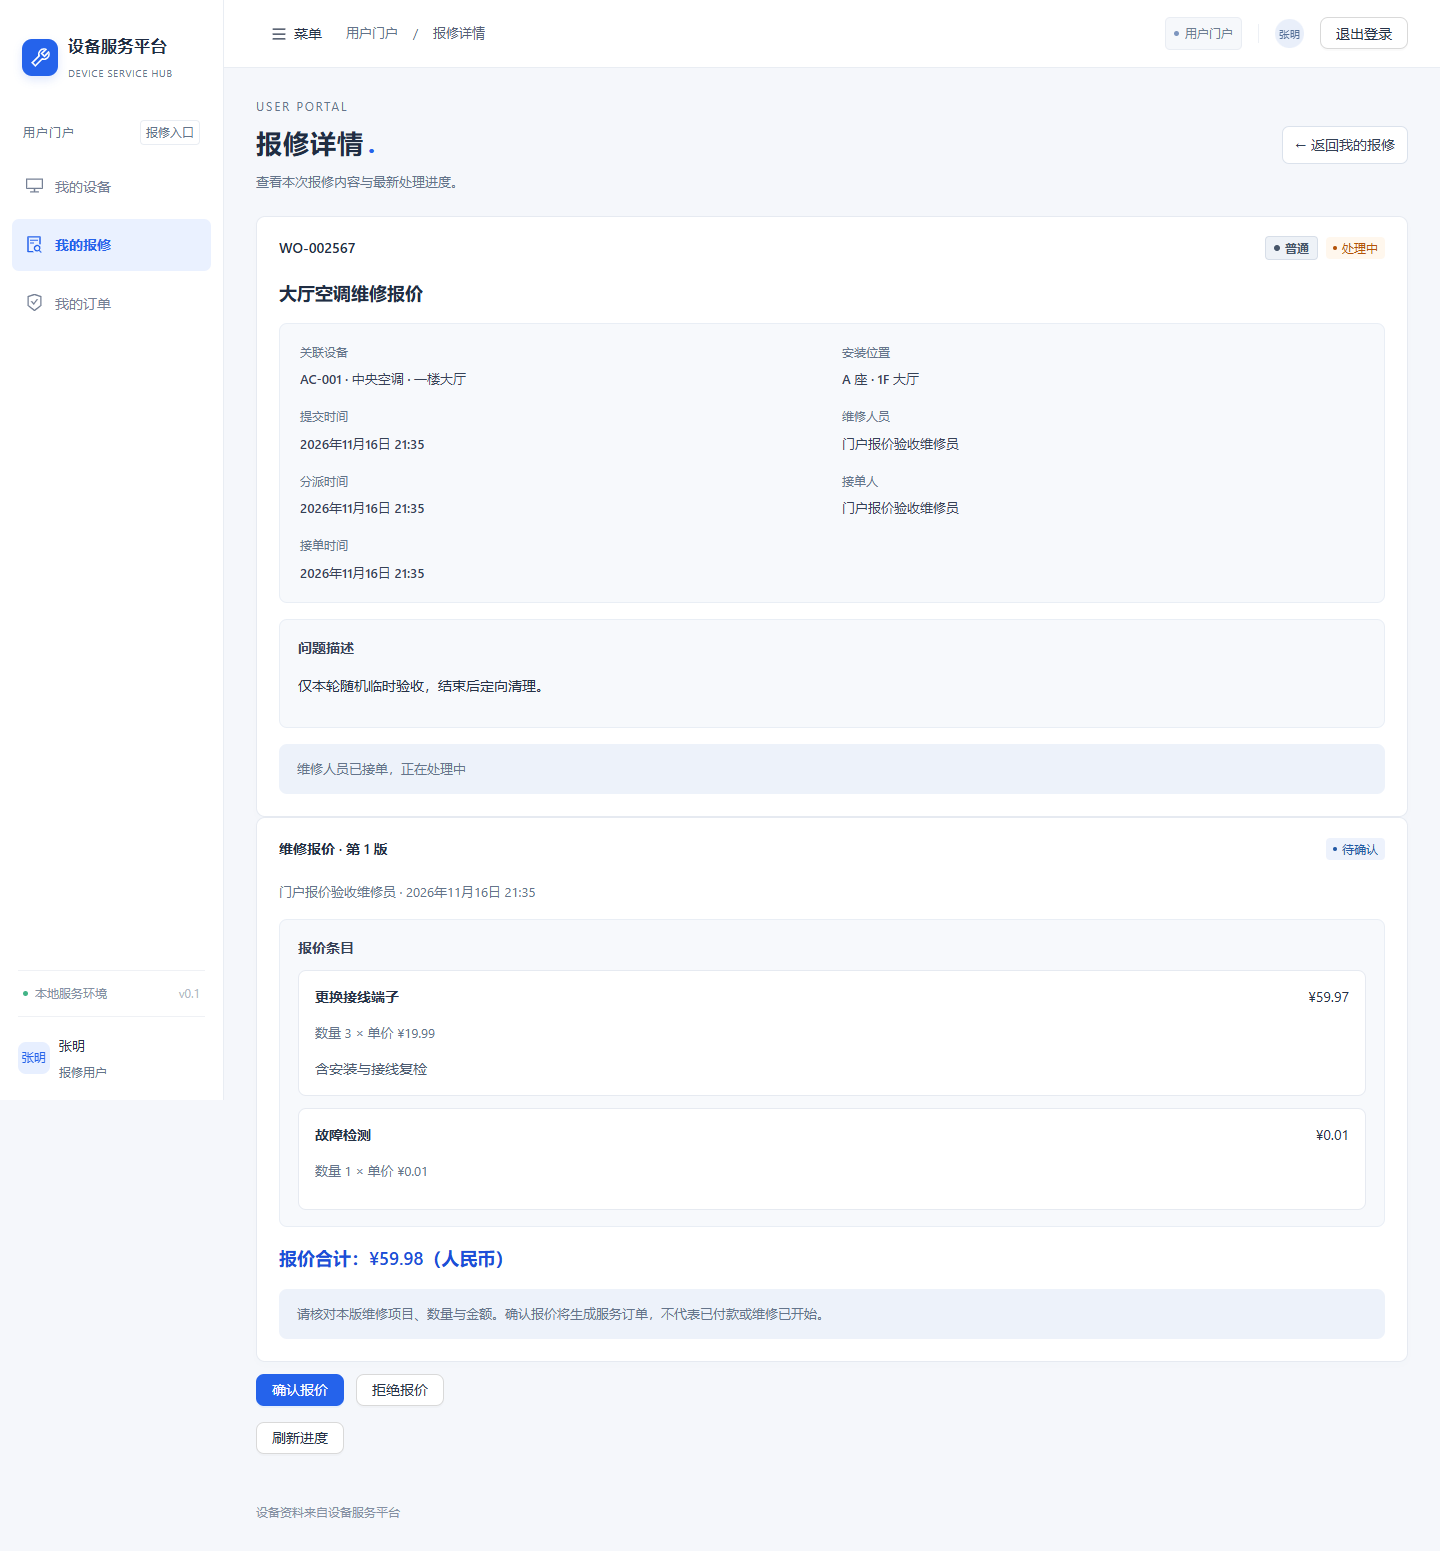 设备服务平台
DEVICE SERVICE HUB
用户门户 报修入口
我的设备
我的报修
我的订单
本地服务环境 v0.1
张明 张明
报修用户
菜单 用户门户 / 报修详情 用户门户 张明 退出登录
USER PORTAL
报修详情.
查看本次报修内容与最新处理进度。
← 返回我的报修
WO-002567 普通 处理中
大厅空调维修报价
关联设备 安装位置
AC-001 · 中央空调 · 一楼大厅 A 座 · 1F 大厅
提交时间 维修人员
2026年11月16日 21:35 门户报价验收维修员
分派时间 接单人
2026年11月16日 21:35 门户报价验收维修员
接单时间
2026年11月16日 21:35
问题描述
仅本轮随机临时验收，结束后定向清理。
维修人员已接单，正在处理中
维修报价 · 第 1 版 待确认
门户报价验收维修员 · 2026年11月16日 21:35
报价条目
更换接线端子 ¥59.97
数量 3 × 单价 ¥19.99
含安装与接线复检
故障检测 ¥0.01
数量 1 × 单价 ¥0.01
报价合计：¥59.98（人民币）
请核对本版维修项目、数量与金额。确认报价将生成服务订单，不代表已付款或维修已开始。
确认报价 拒绝报价
刷新进度
设备资料来自设备服务平台